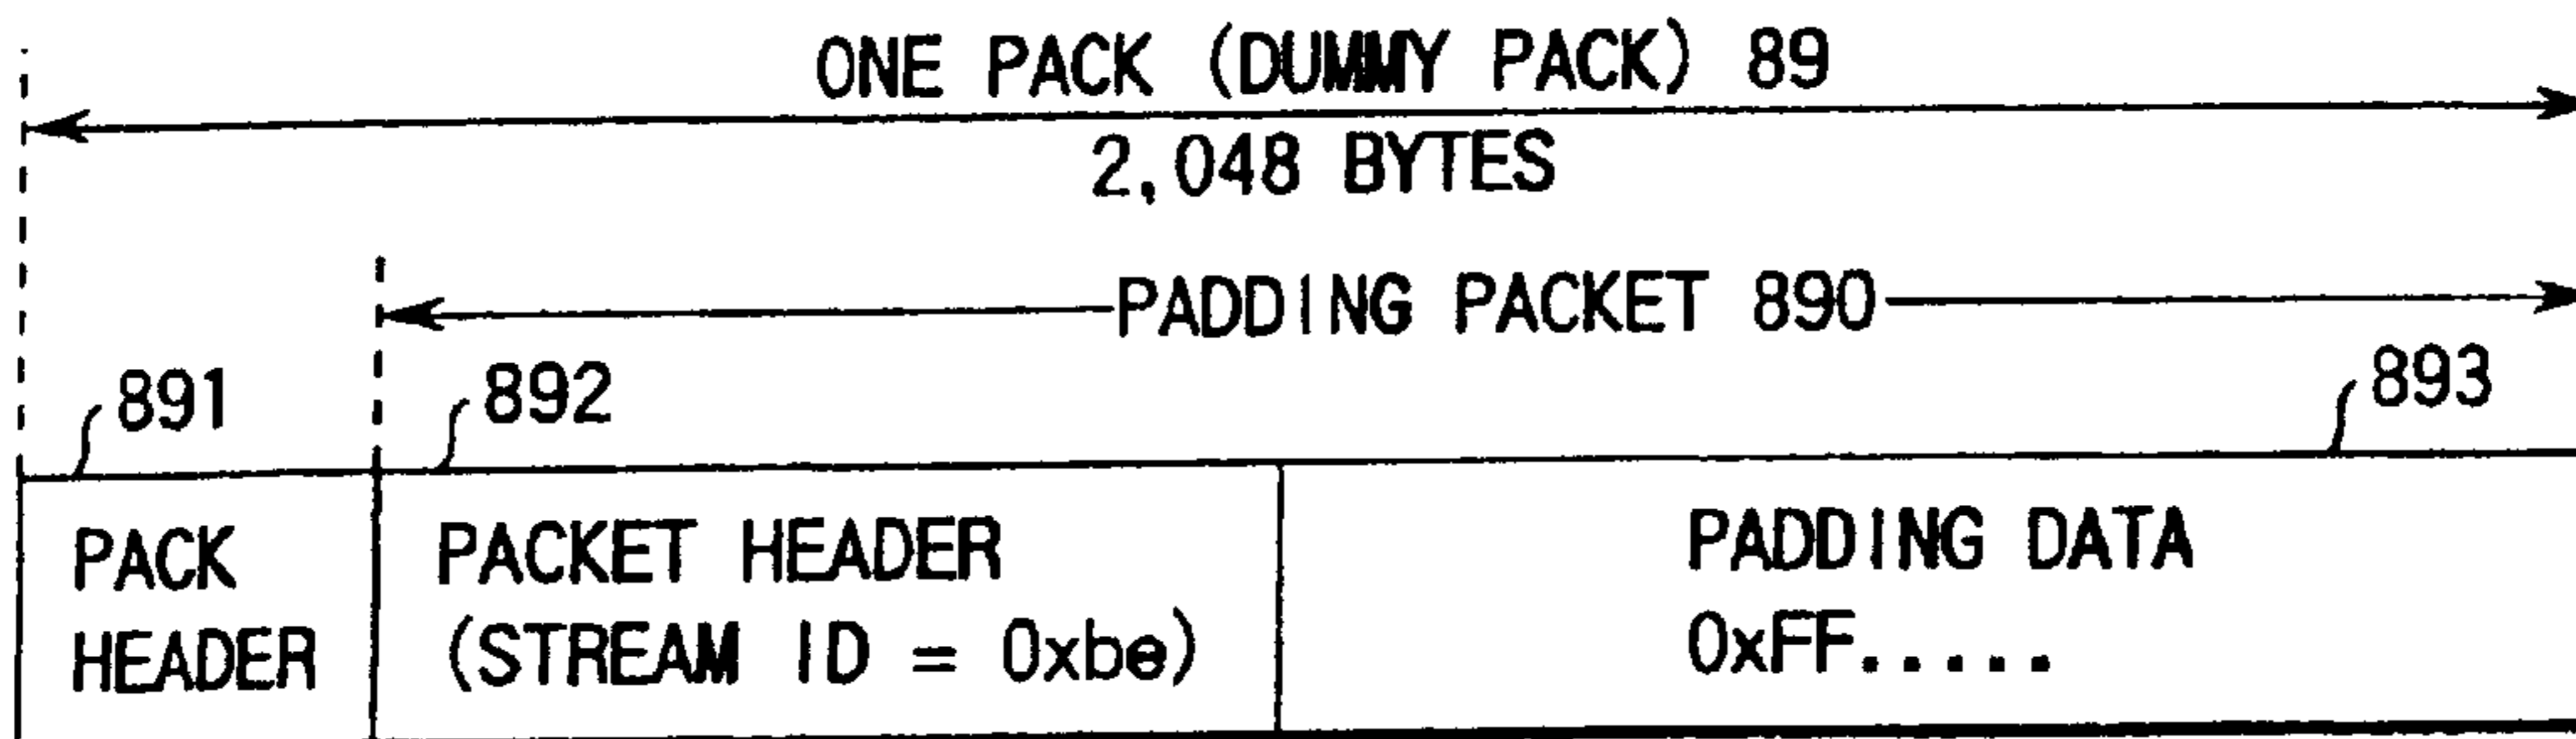 ONE PACK (DUMMY PACK) 89
2,048 BYTES
PADDING PACKET 890
891
892
893
PACK
HEADER
PACKET HEADER
(STREAM ID = 0xbe)
PADDING DATA
0xFF.....